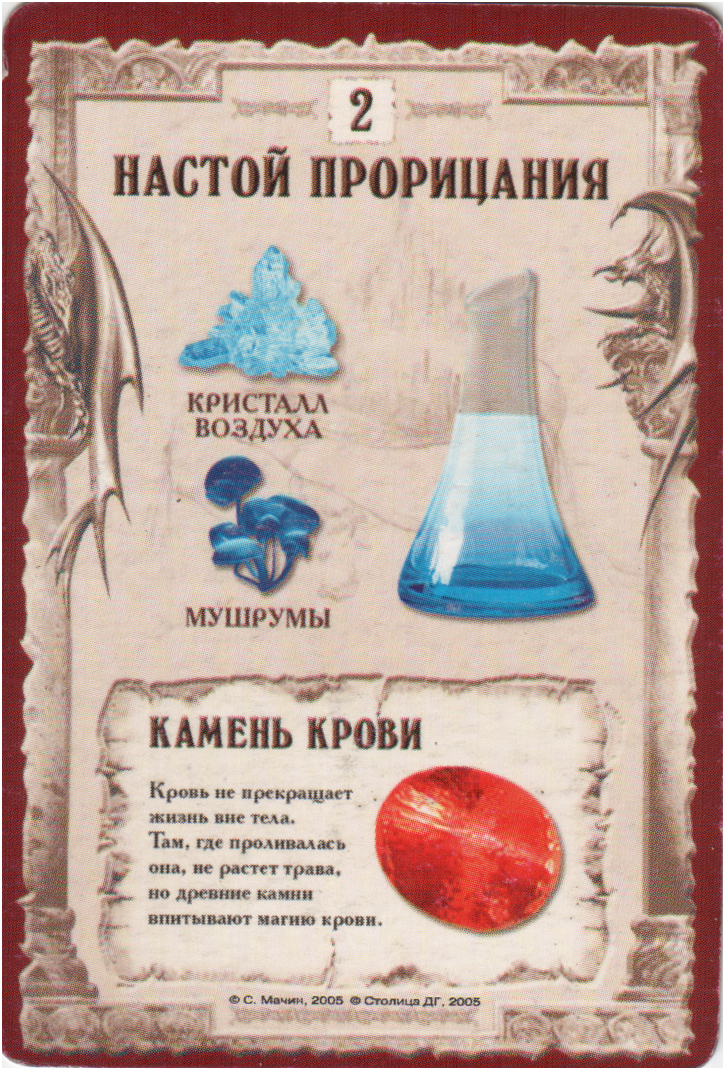 2
НАСТОЙ ПРОРИЦАНИЯ
КРИСТАЛЛ
ВОЗДУХА
МУШРУМЫ
КАМЕНЬ КРОВИ
Кровь не прекращает
жизнь вне тела.
Там, где проливалась
она, не растет трава,
но древние камни
впитывают магию крови.
© С. Мачин, 2005 © Столица ДГ, 2005